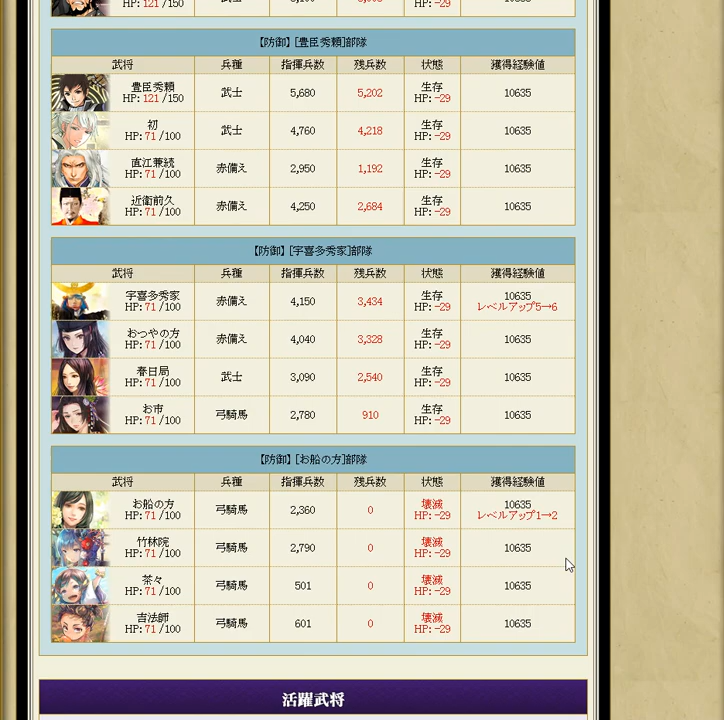 HP: 121 /150 HP: -29
【防御】 [豊臣秀頼]部隊
武将 兵種 指揮兵数 残兵数 状態 獲得経験値
豊臣秀頼 武士 5,680 5,202 生存 10635
HP: 121 /150 HP: -29
初 武士 4,760 4,218 生存 10635
HP: 71 /100 HP: -29
直江兼続 赤備え 2,950 1,192 生存 10635
HP: 71 /100 HP: -29
近衛前久 赤備え 4,250 2,684 生存 10635
HP: 71 /100 HP: -29
【防御】 [宇喜多秀家]部隊
武将 兵種 指揮兵数 残兵数 状態 獲得経験値
宇喜多秀家 赤備え 4,150 3,434 生存 10635
HP: 71 /100 HP: -29 レベルアップ5→6
おつやの方 赤備え 4,040 3,328 生存 10635
HP: 71 /100 HP: -29
春日局 武士 3,090 2,540 生存 10635
HP: 71 /100 HP: -29
お市 弓騎馬 2,780 910 生存 10635
HP: 71 /100 HP: -29
【防御】 [お船の方]部隊
武将 兵種 指揮兵数 残兵数 状態 獲得経験値
お船の方 弓騎馬 2,360 0 壊滅 10635
HP: 71 /100 HP: -29 レベルアップ1→2
竹林院 弓騎馬 2,790 0 壊滅 10635
HP: 71 /100 HP: -29
茶々 弓騎馬 501 0 壊滅 10635
HP: 71 /100 HP: -29
吉法師 弓騎馬 601 0 壊滅 10635
HP: 71 /100 HP: -29
活躍武将